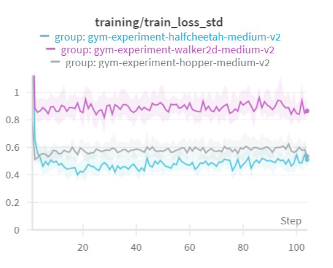 training/train_loss_std
group: gym-experiment-halfcheetah-medium-v2
group: gym-experiment-walker2d-medium-v2
group: gym-experiment-hopper-medium-v2
1
0.8
0.6
0.4
0.2
0
Step
20 40 60 80 100